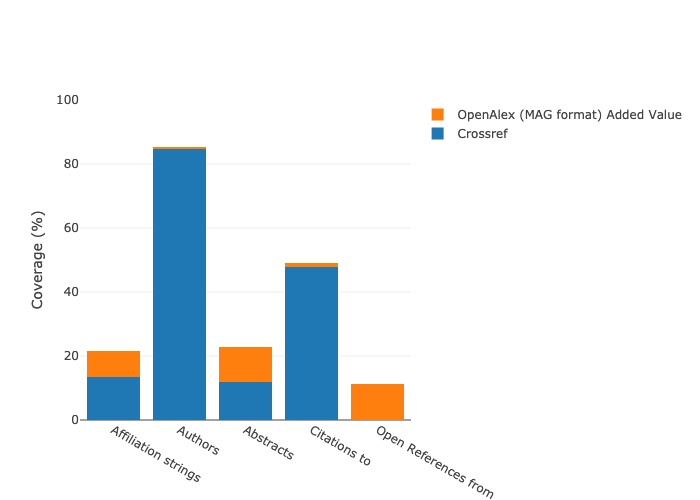 OpenAlex (MAG format) Added Value
Crossref
Coverage (%)
100
80
60
40
20
0
Affiliation strings
Authors
Abstracts
Citations to
Open References from